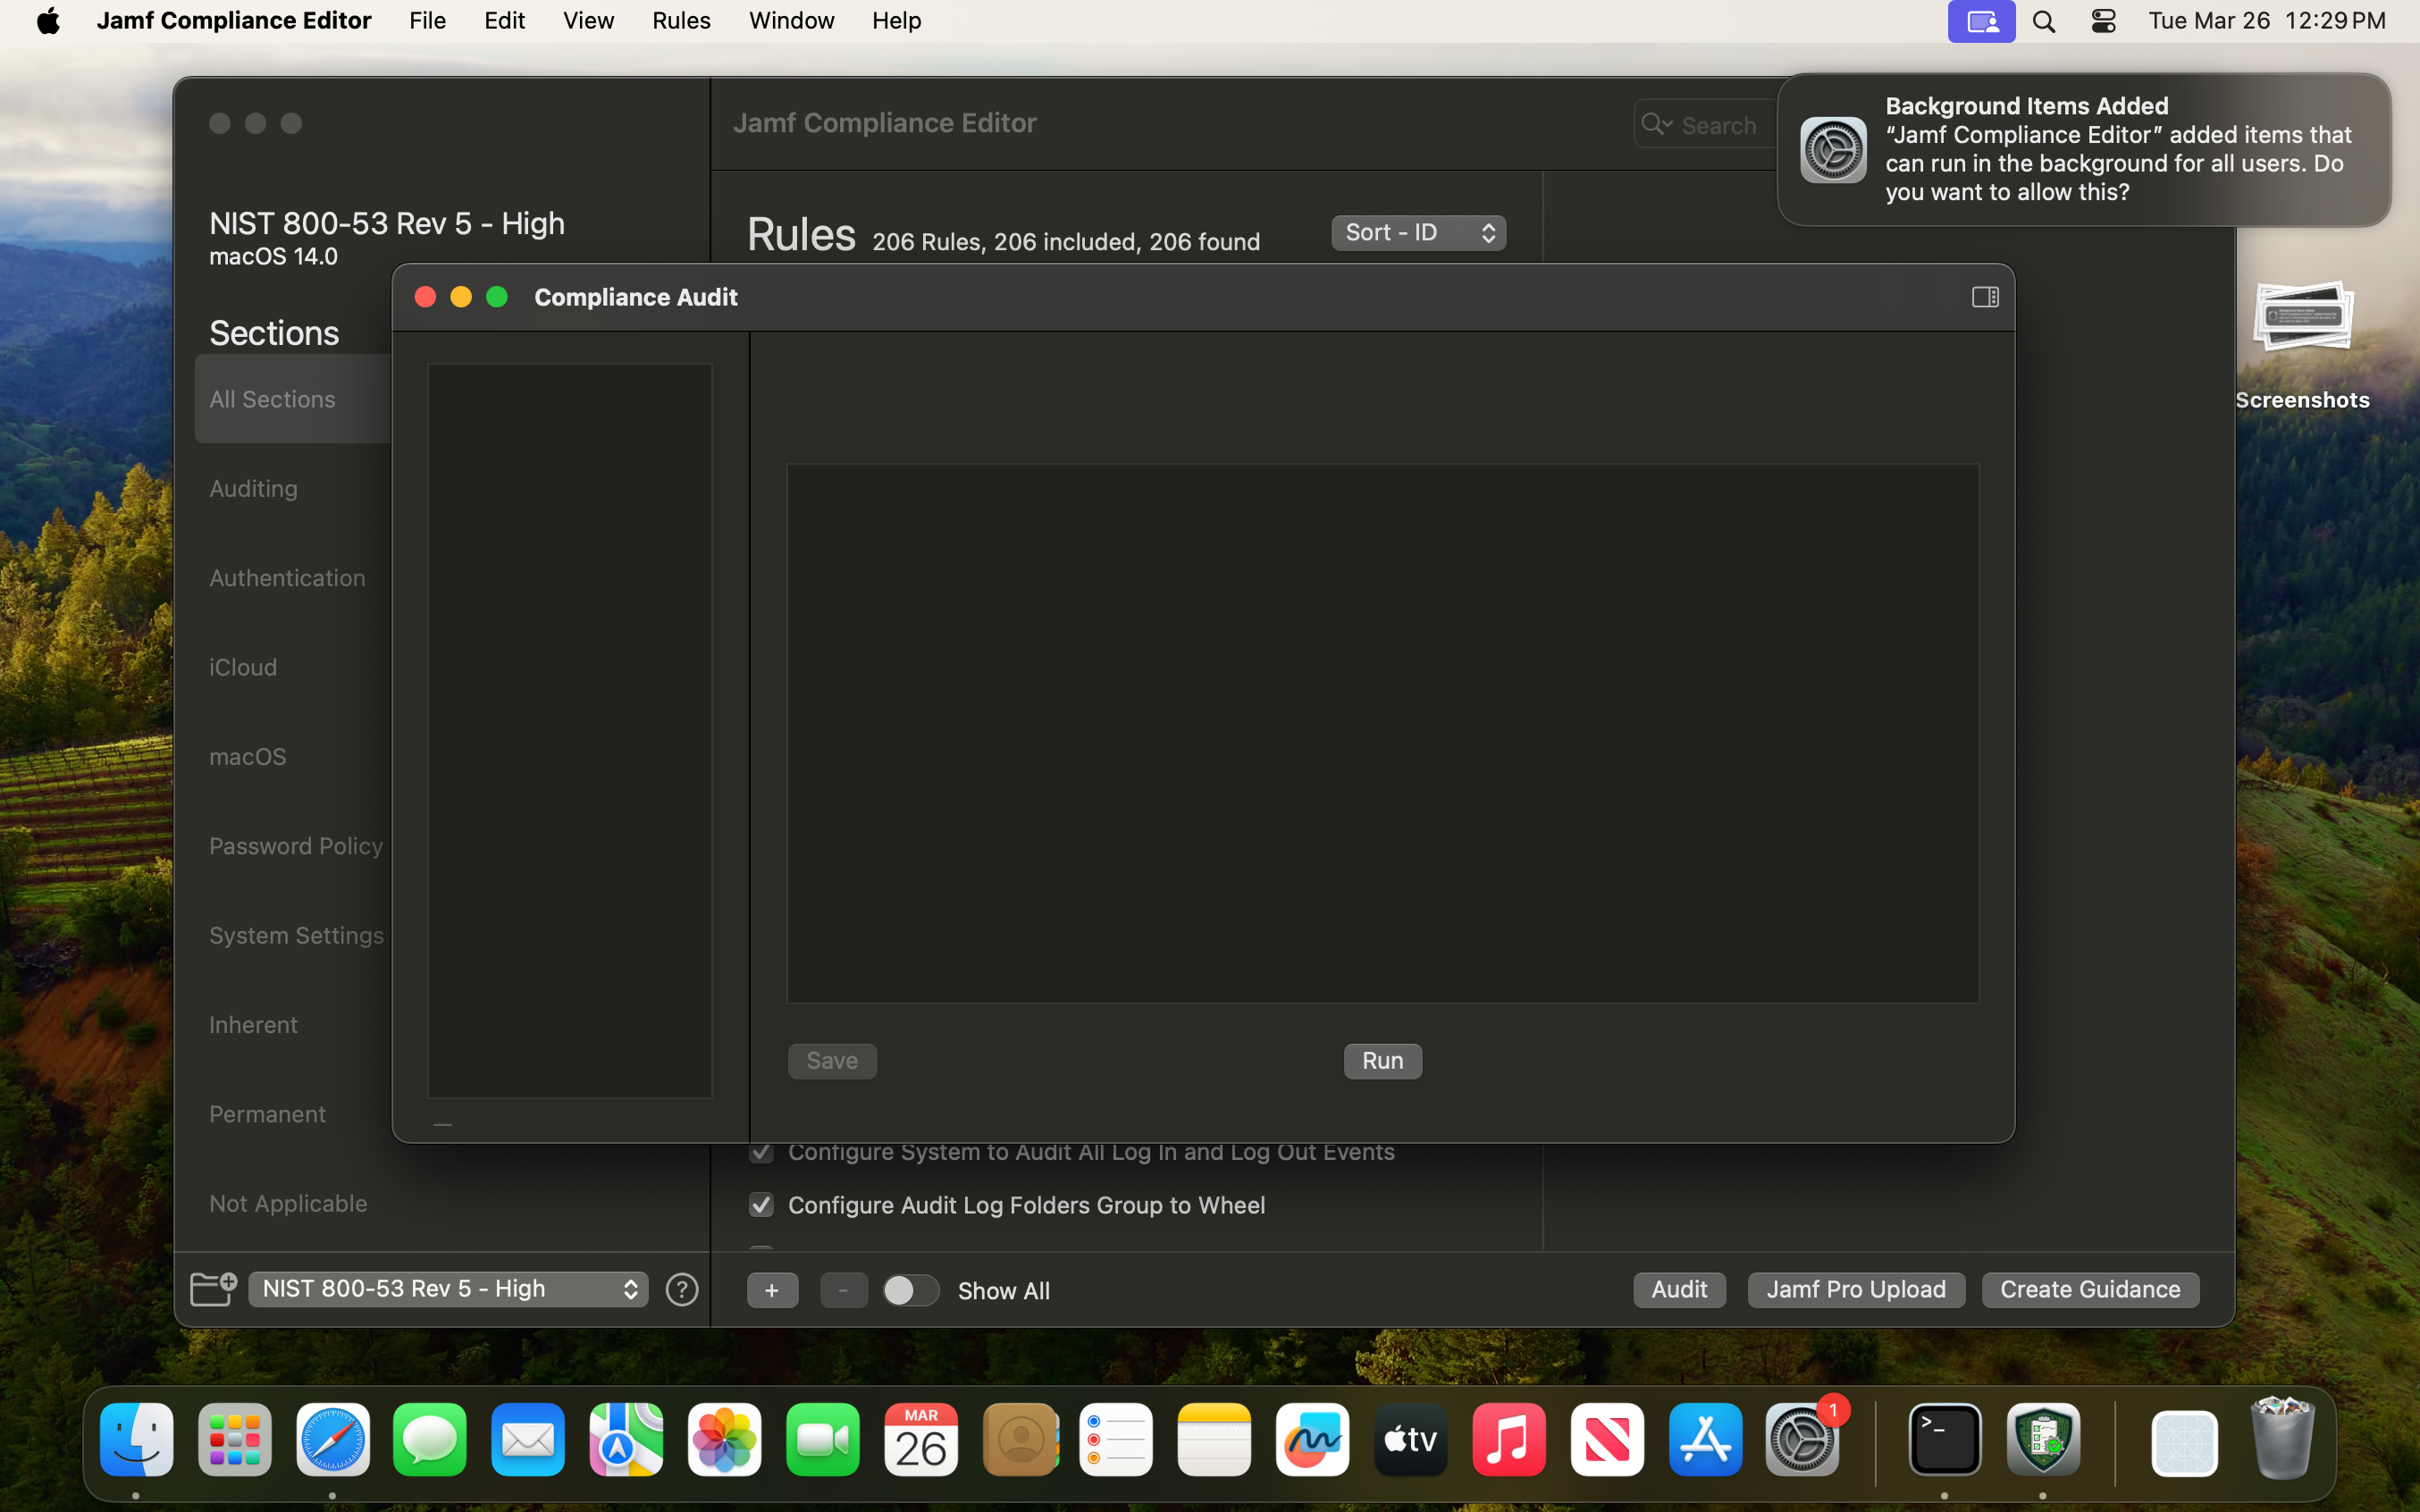 Jamf Compliance Editor File Edit View Rules Window Help Tue Mar 26 12:29 PM
Jamf Compliance Editor
Search
Background Items Added
“Jamf Compliance Editor” added items that
can run in the background for all users. Do
you want to allow this?
NIST 800-53 Rev 5 - High
macOS 14.0
Rules 206 Rules, 206 included, 206 found
Sort - ID
Compliance Audit
Sections
All Sections
Auditing
Authentication
iCloud
macOS
Password Policy
System Settings
Inherent
Permanent
Not Applicable
Screenshots
Save
Run
Configure System to Audit All Log In and Log Out Events
Configure Audit Log Folders Group to Wheel
NIST 800-53 Rev 5 - High
?
+
-
Show All
Audit
Jamf Pro Upload
Create Guidance
MAR
26
tv
1
>_